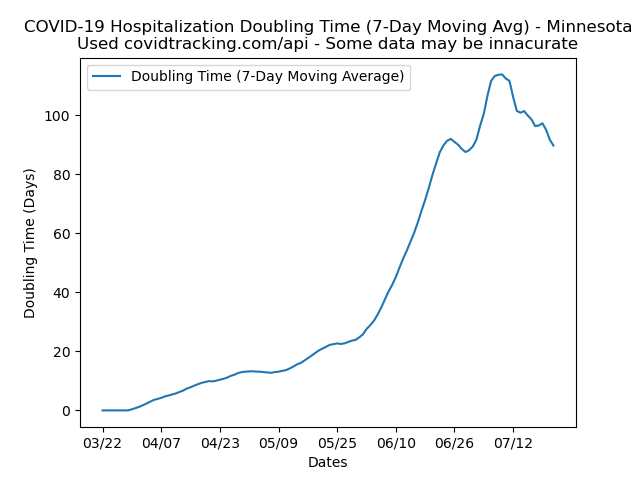 COVID-19 Hospitalization Doubling Time (7-Day Moving Avg) - Minnesota
Used covidtracking.com/api - Some data may be innacurate
Doubling Time (7-Day Moving Average)
Doubling Time (Days)
100
80
60
40
20
0
03/22 04/07 04/23 05/09 05/25 06/10 06/26 07/12
Dates